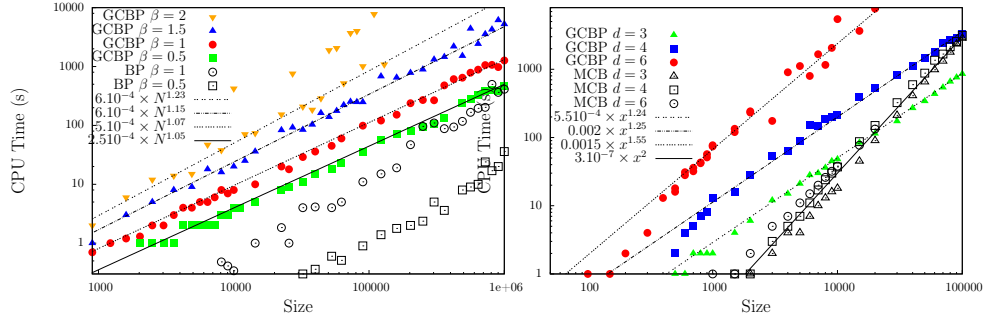 10000
1000
100
10
1
CPU Time (s)
1000
10000
100000
1e+06
Size
GCBP β = 2
GCBP β = 1.5
GCBP β = 1
GCBP β = 0.5
BP β = 1
BP β = 0.5
6.10⁻⁴ × N^1.23
6.10⁻⁴ × N^1.15
5.10⁻⁴ × N^1.07
2.510⁻⁴ × N^1.05
CPU Time(s)
1000
100
10
1
100
1000
10000
100000
Size
GCBP d = 3
GCBP d = 4
GCBP d = 6
MCB d = 3
MCB d = 4
MCB d = 6
5.510⁻⁴ × x^1.24
0.002 × x^1.25
0.0015 × x^1.55
3.10⁻⁷ × x²